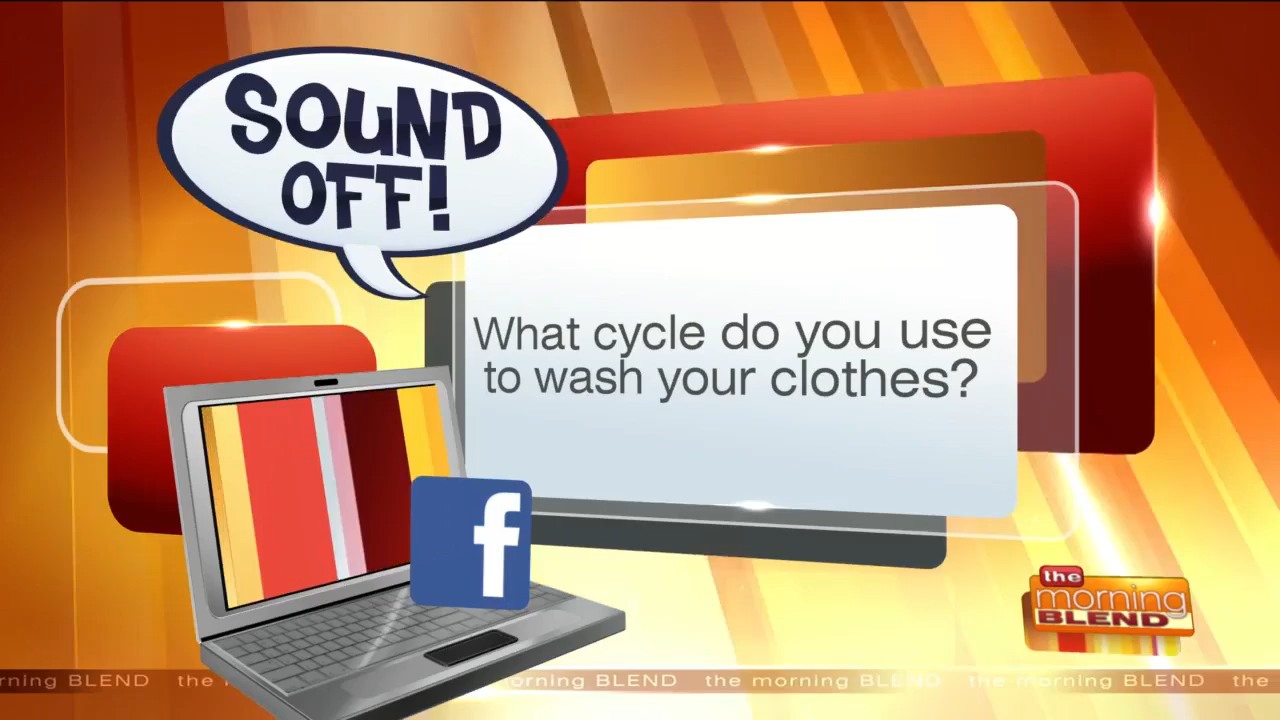 SOUND
OFF!
What cycle do you use
to wash your clothes?
f
the
morning
BLEND
rning BLEND the morning BLEND the morning BLEND the morning BLEND the